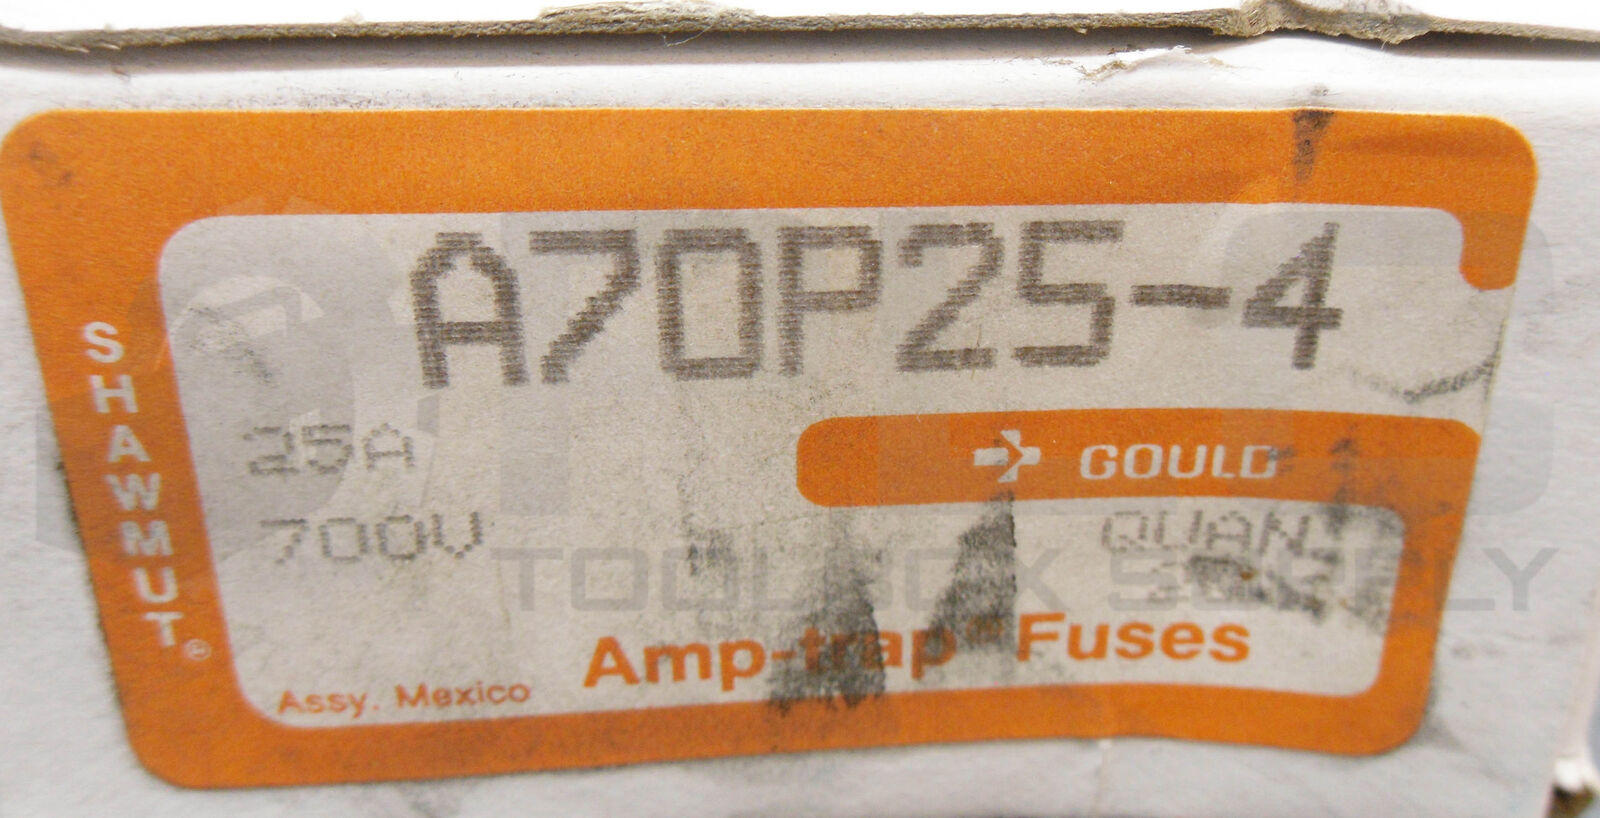 A70P25-4
SHAWMUT®
25A
GOULD
700V
QUAN.
TOOLBOX SUPPLY
Amp-trap® Fuses
Assy. Mexico